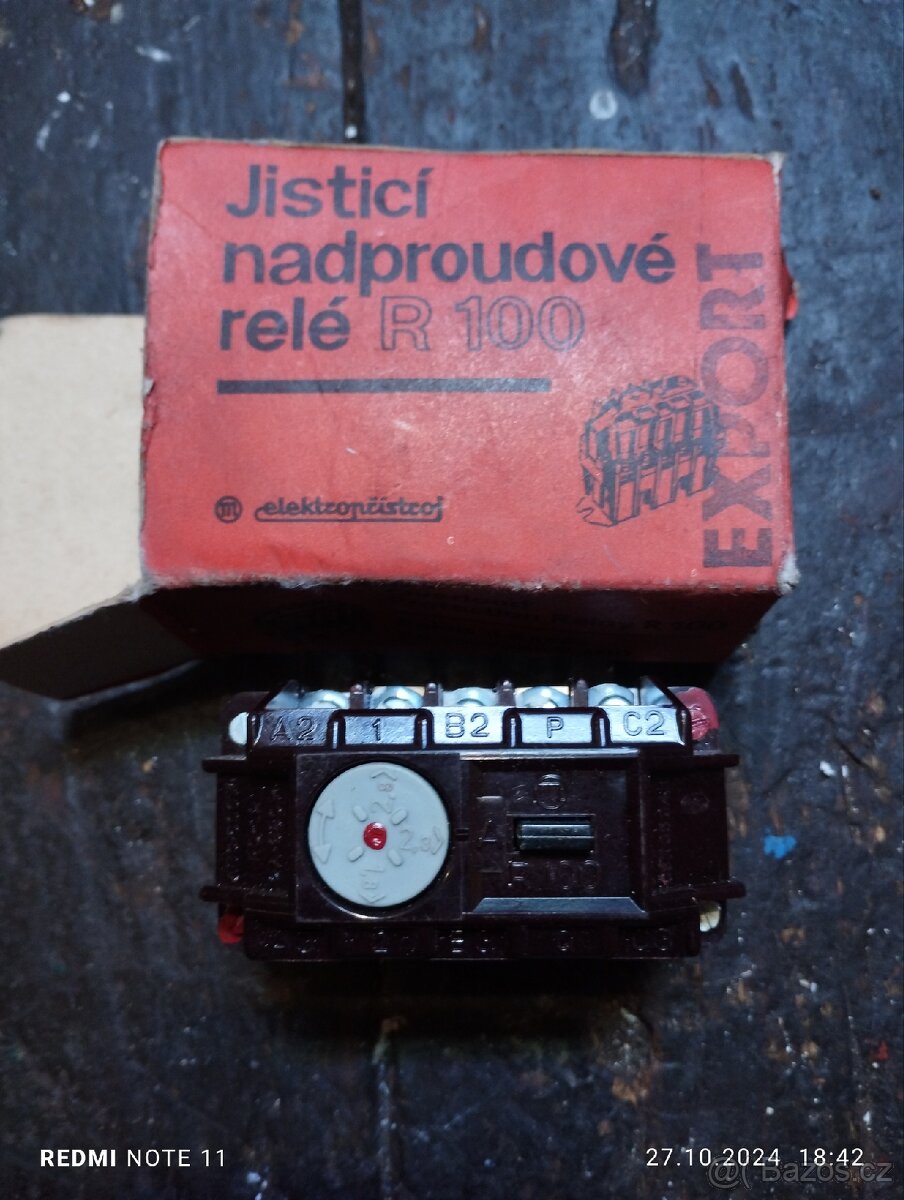 Jisticí
nadproudové
relé R 100
EXPORT
m elektropřístroj
A2 1 B2 P C2
R 100
REDMI NOTE 11
27.10.2024 18:42
Bazoš.cz